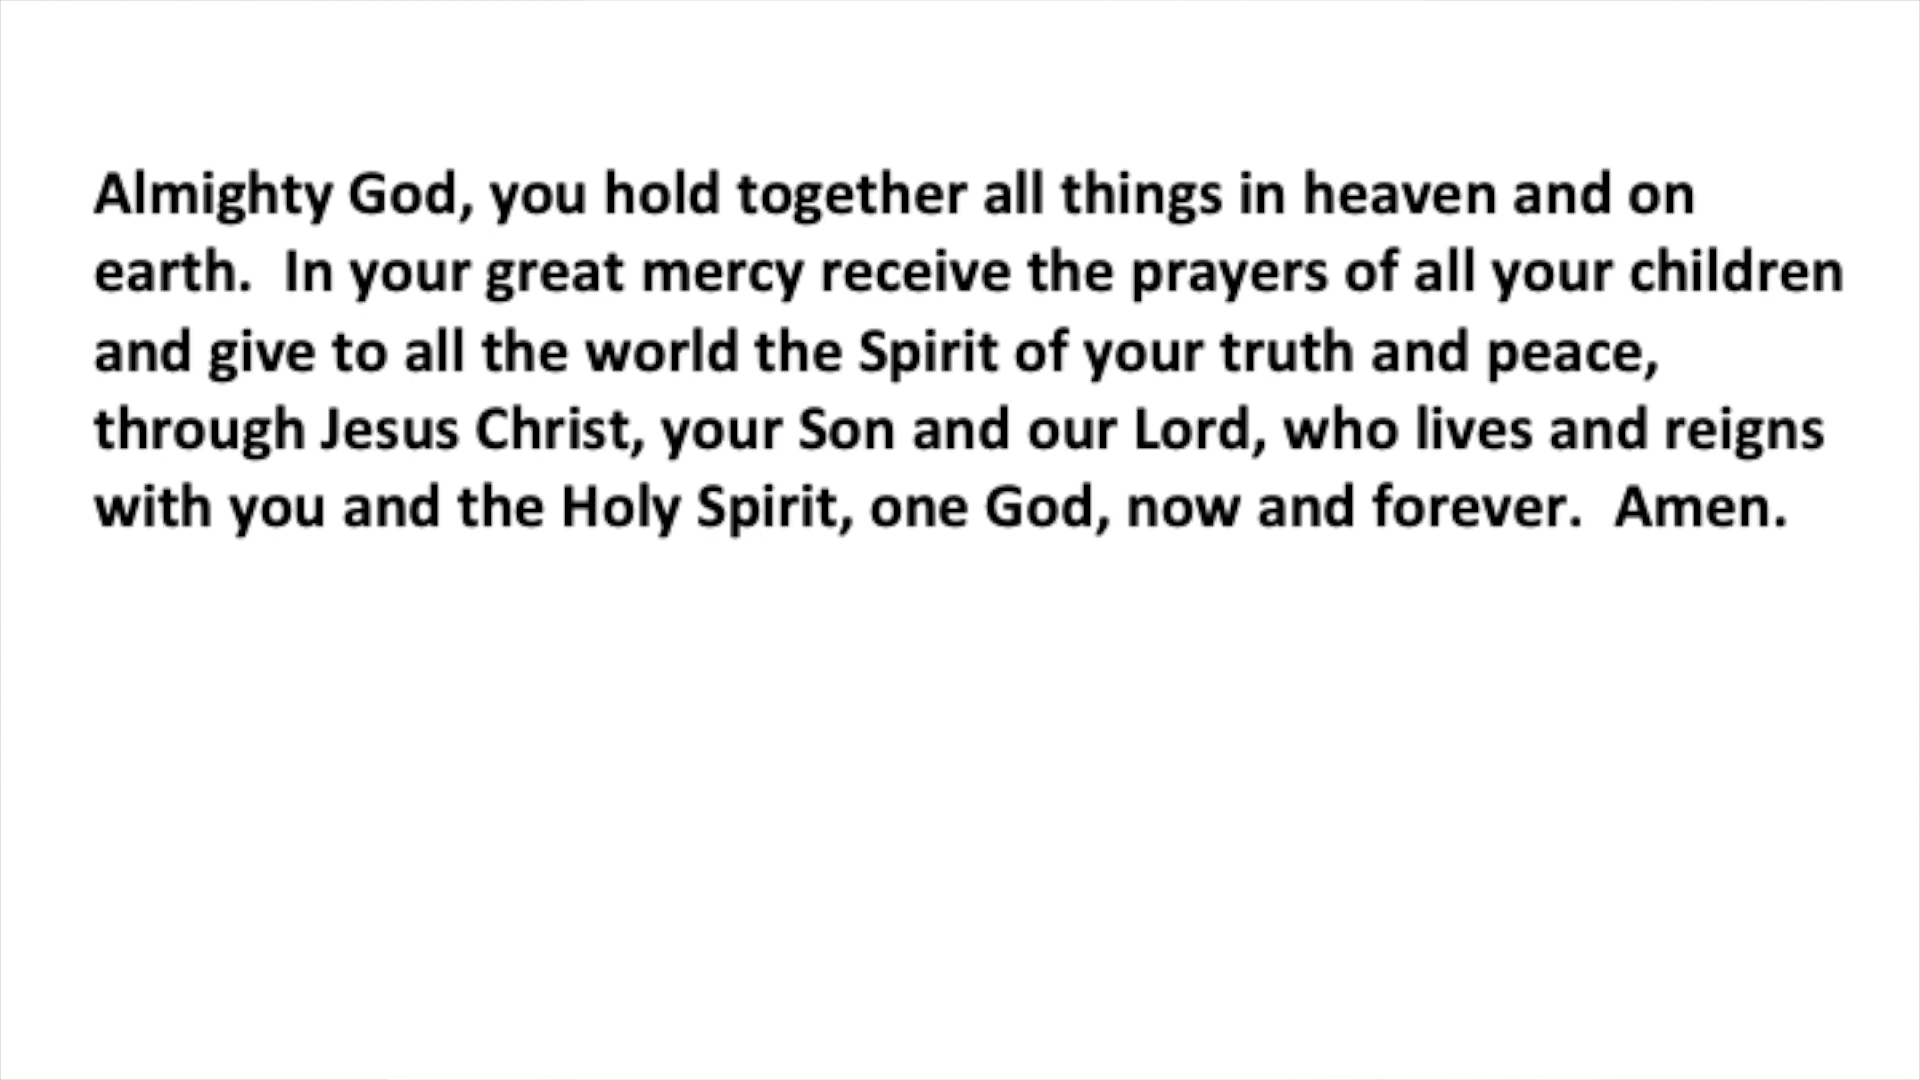 Almighty God, you hold together all things in heaven and on
earth.  In your great mercy receive the prayers of all your children
and give to all the world the Spirit of your truth and peace,
through Jesus Christ, your Son and our Lord, who lives and reigns
with you and the Holy Spirit, one God, now and forever.  Amen.